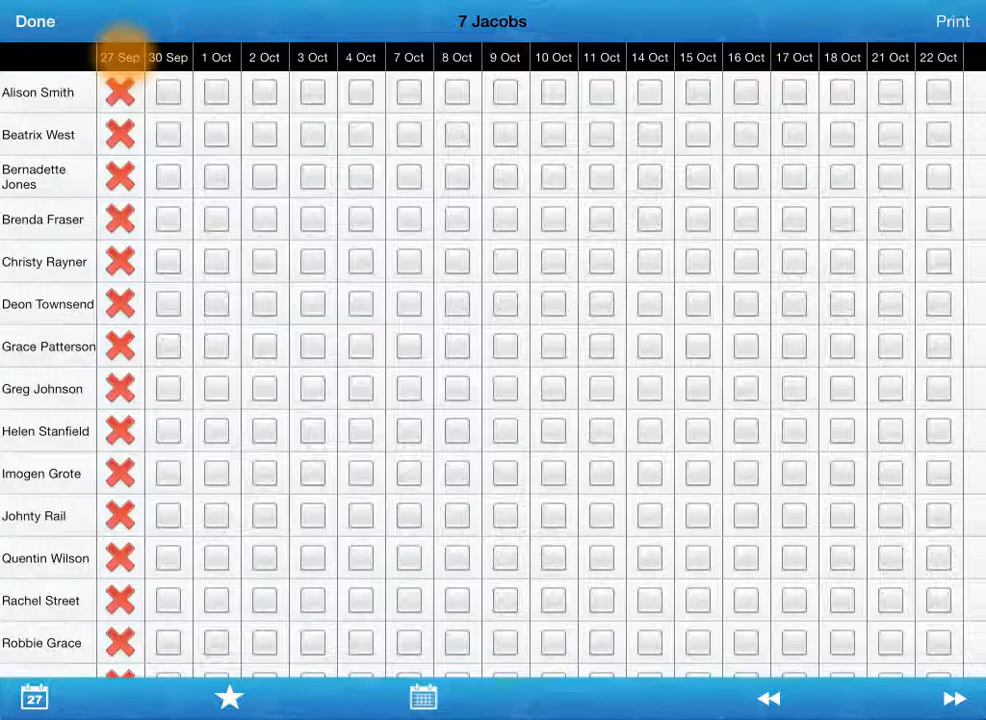 Done 7 Jacobs Print
27 Sep 30 Sep 1 Oct 2 Oct 3 Oct 4 Oct 7 Oct 8 Oct 9 Oct 10 Oct 11 Oct 14 Oct 15 Oct 16 Oct 17 Oct 18 Oct 21 Oct 22 Oct
Alison Smith
Beatrix West
Bernadette
Jones
Brenda Fraser
Christy Rayner
Deon Townsend
Grace Patterson
Greg Johnson
Helen Stanfield
Imogen Grote
Johnty Rail
Quentin Wilson
Rachel Street
Robbie Grace
27